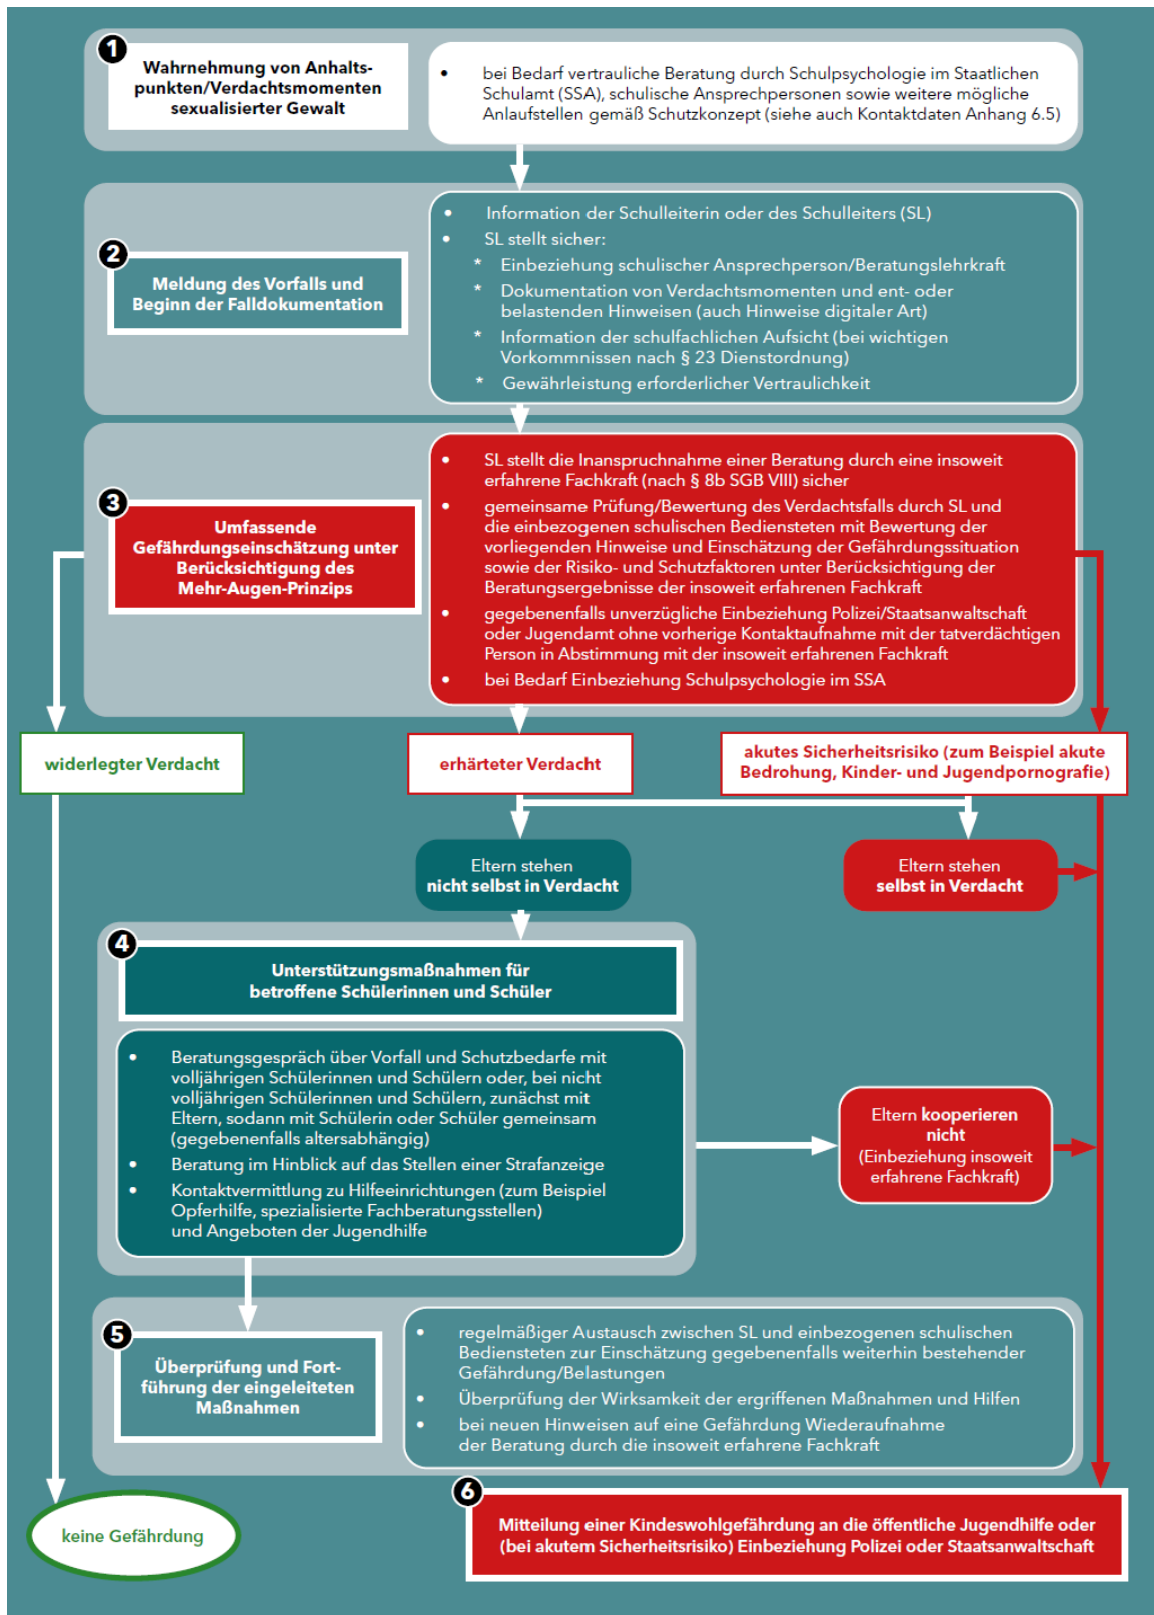 1
Wahrnehmung von Anhalts-
punkten/Verdachtsmomenten
sexualisierter Gewalt
• bei Bedarf vertrauliche Beratung durch Schulpsychologie im Staatlichen
Schulamt (SSA), schulische Ansprechpersonen sowie weitere mögliche
Anlaufstellen gemäß Schutzkonzept (siehe auch Kontaktdaten Anhang 6.5)
2
Meldung des Vorfalls und
Beginn der Falldokumentation
• Information der Schulleiterin oder des Schulleiters (SL)
• SL stellt sicher:
* Einbeziehung schulischer Ansprechperson/Beratungslehrkraft
* Dokumentation von Verdachtsmomenten und ent- oder
belastenden Hinweisen (auch Hinweise digitaler Art)
* Information der schulfachlichen Aufsicht (bei wichtigen
Vorkommnissen nach § 23 Dienstordnung)
* Gewährleistung erforderlicher Vertraulichkeit
3
Umfassende
Gefährdungseinschätzung unter
Berücksichtigung des
Mehr-Augen-Prinzips
• SL stellt die Inanspruchnahme einer Beratung durch eine insoweit
erfahrene Fachkraft (nach § 8b SGB VIII) sicher
• gemeinsame Prüfung/Bewertung des Verdachtsfalls durch SL und
die einbezogenen schulischen Bediensteten mit Bewertung der
vorliegenden Hinweise und Einschätzung der Gefährdungssituation
sowie der Risiko- und Schutzfaktoren unter Berücksichtigung der
Beratungsergebnisse der insoweit erfahrenen Fachkraft
• gegebenenfalls unverzügliche Einbeziehung Polizei/Staatsanwaltschaft
oder Jugendamt ohne vorherige Kontaktaufnahme mit der tatverdächtigen
Person in Abstimmung mit der insoweit erfahrenen Fachkraft
• bei Bedarf Einbeziehung Schulpsychologie im SSA
widerlegter Verdacht
erhärteter Verdacht
akutes Sicherheitsrisiko (zum Beispiel akute
Bedrohung, Kinder- und Jugendpornografie)
Eltern stehen
nicht selbst in Verdacht
Eltern stehen
selbst in Verdacht
4
Unterstützungsmaßnahmen für
betroffene Schülerinnen und Schüler
• Beratungsgespräch über Vorfall und Schutzbedarfe mit
volljährigen Schülerinnen und Schülern oder, bei nicht
volljährigen Schülerinnen und Schülern, zunächst mit
Eltern, sodann mit Schülerin oder Schüler gemeinsam
(gegebenenfalls altersabhängig)
• Beratung im Hinblick auf das Stellen einer Strafanzeige
• Kontaktvermittlung zu Hilfeeinrichtungen (zum Beispiel
Opferhilfe, spezialisierte Fachberatungsstellen)
und Angeboten der Jugendhilfe
Eltern kooperieren
nicht
(Einbeziehung insoweit
erfahrene Fachkraft)
5
Überprüfung und Fort-
führung der eingeleiteten
Maßnahmen
• regelmäßiger Austausch zwischen SL und einbezogenen schulischen
Bediensteten zur Einschätzung gegebenenfalls weiterhin bestehender
Gefährdung/Belastungen
• Überprüfung der Wirksamkeit der ergriffenen Maßnahmen und Hilfen
• bei neuen Hinweisen auf eine Gefährdung Wiederaufnahme
der Beratung durch die insoweit erfahrene Fachkraft
keine Gefährdung
6
Mitteilung einer Kindeswohlgefährdung an die öffentliche Jugendhilfe oder
(bei akutem Sicherheitsrisiko) Einbeziehung Polizei oder Staatsanwaltschaft